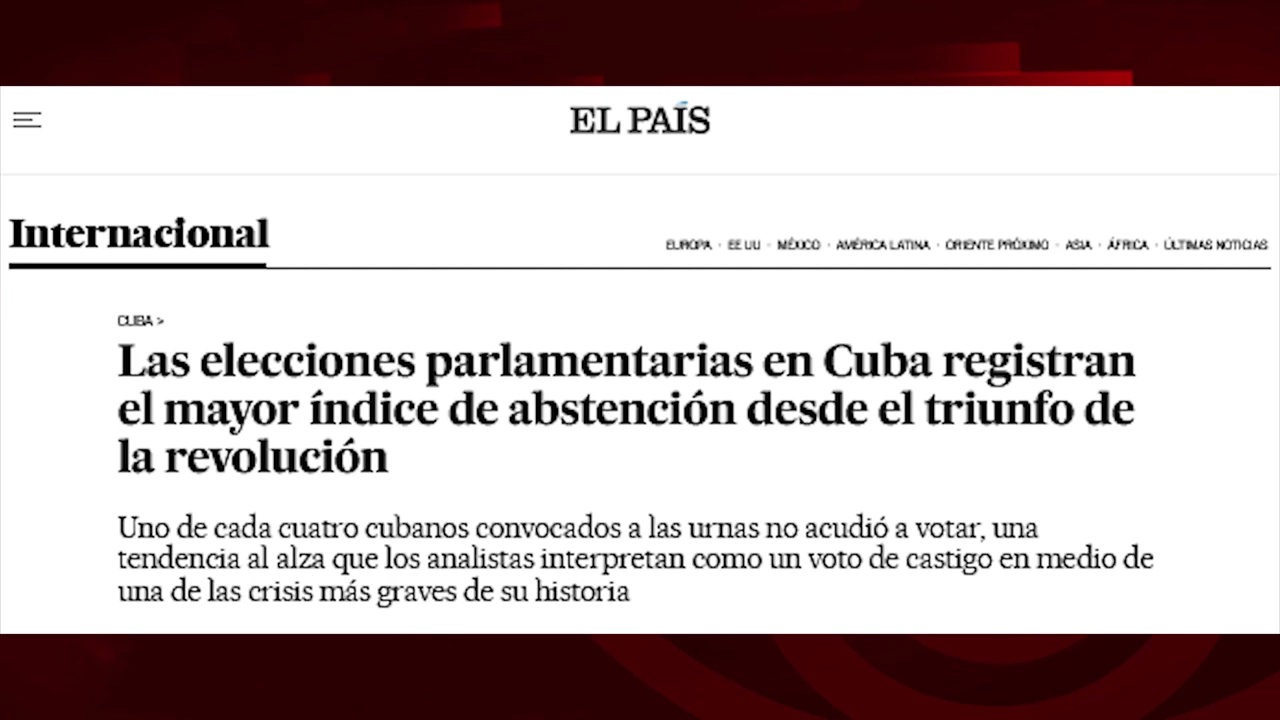 EL PAÍS
Internacional
EUROPA · EE UU · MÉXICO · AMÉRICA LATINA · ORIENTE PRÓXIMO · ASIA · ÁFRICA · ÚLTIMAS NOTICIAS
CUBA >
Las elecciones parlamentarias en Cuba registran
el mayor índice de abstención desde el triunfo de
la revolución
Uno de cada cuatro cubanos convocados a las urnas no acudió a votar, una
tendencia al alza que los analistas interpretan como un voto de castigo en medio de
una de las crisis más graves de su historia